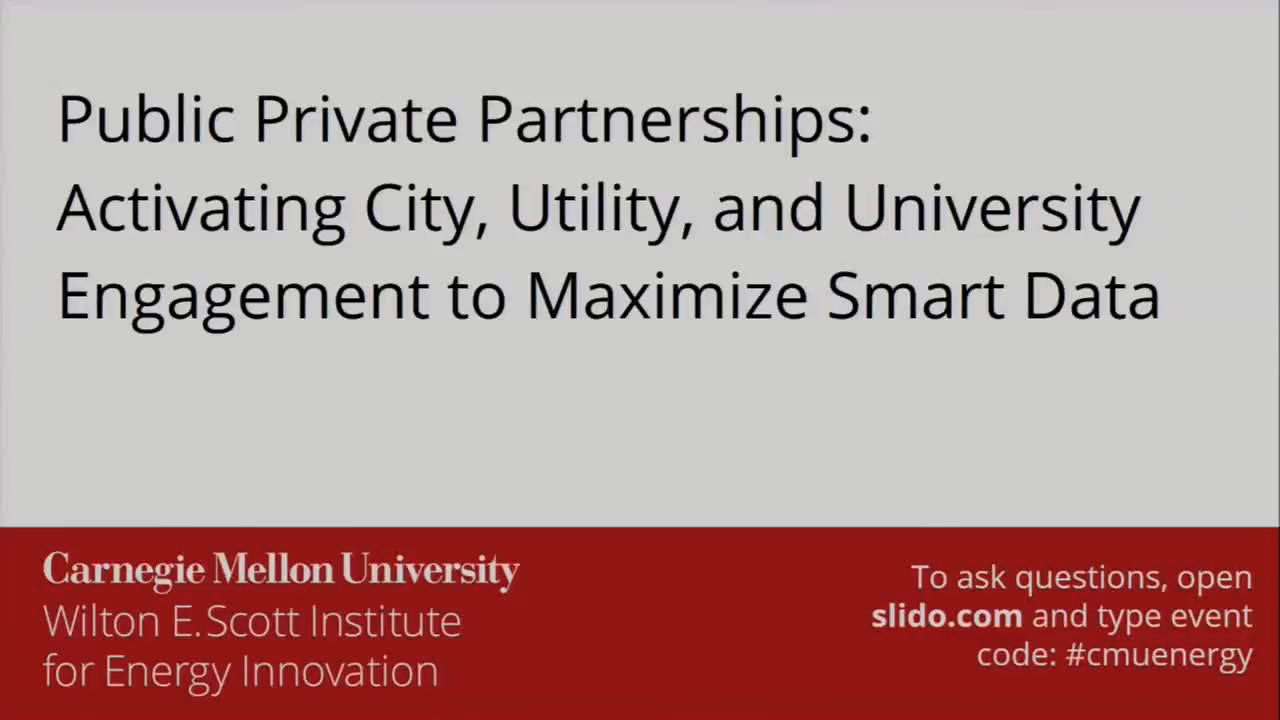 Public Private Partnerships:
Activating City, Utility, and University
Engagement to Maximize Smart Data
Carnegie Mellon University
Wilton E. Scott Institute
for Energy Innovation
To ask questions, open
slido.com and type event
code: #cmuenergy